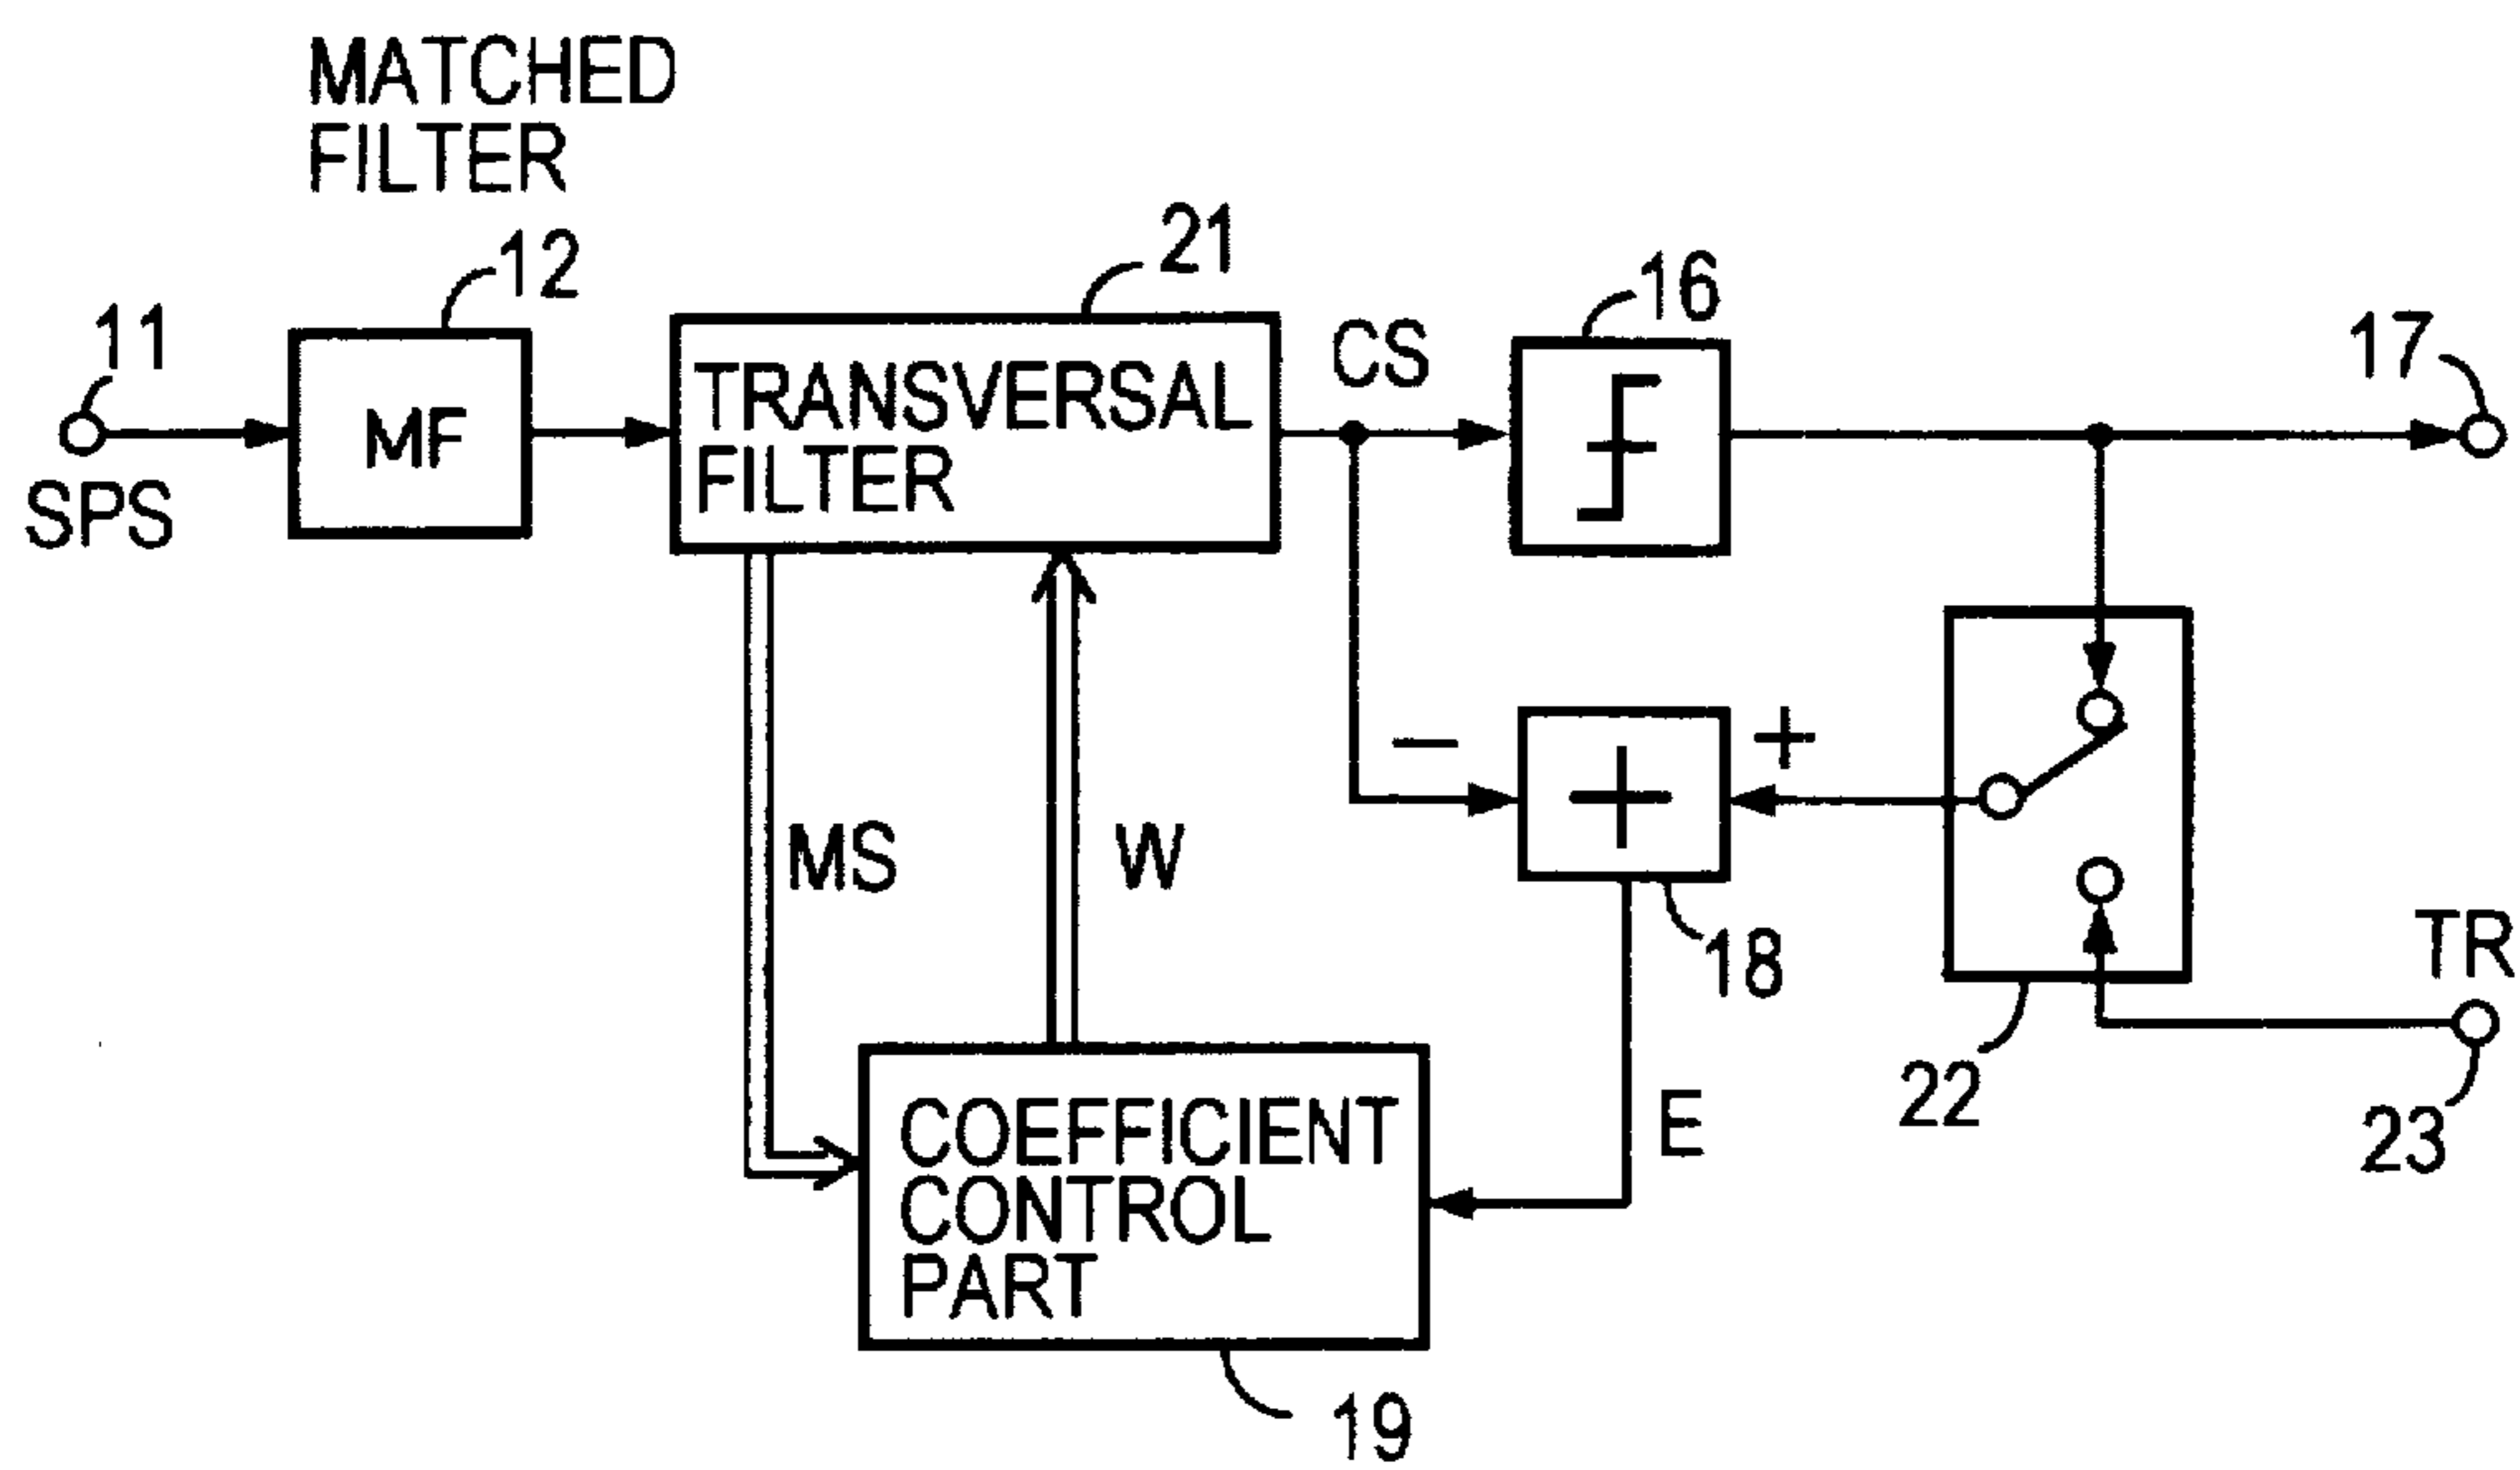 MATCHED
FILTER
12
21
11
16
17
CS
MF
TRANSVERSAL
FILTER
SPS
−
+
+
MS
W
18
TR
E
22
23
COEFFICIENT
CONTROL
PART
19